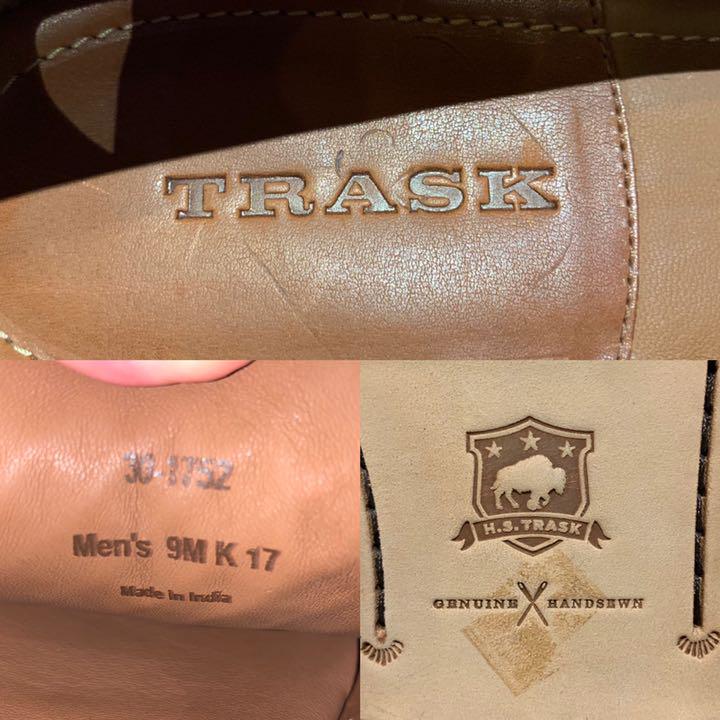 TRASK
30-1752
Men's 9M K 17
Made in India
H.S. TRASK
GENUINE HANDSEWN